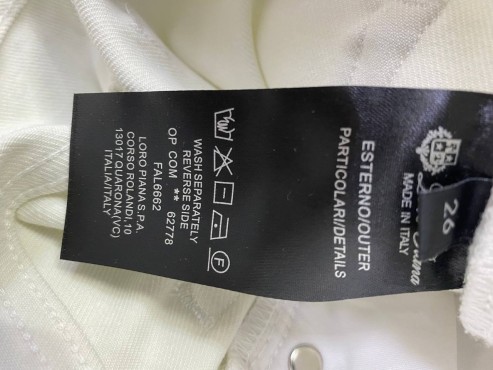 26
MADE IN ITALY
ESTERNO/OUTER
PARTICOLARI/DETAILS
F
WASH SEPARATELY
REVERSE SIDE
OP COM ** 62778
FAL6662
LORO PIANA S.P.A.
CORSO ROLANDI,10
13017 QUARONA(VC)
ITALIA/ITALY